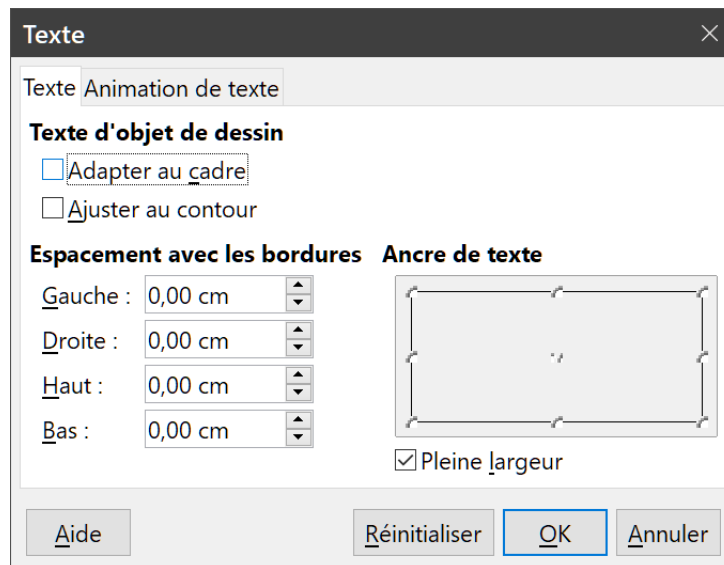 Texte
Texte Animation de texte
Texte d'objet de dessin
Adapter au cadre
Ajuster au contour
Espacement avec les bordures Ancre de texte
Gauche : 0,00 cm
Droite : 0,00 cm
Haut : 0,00 cm
Bas : 0,00 cm
Pleine largeur
Aide Réinitialiser OK Annuler